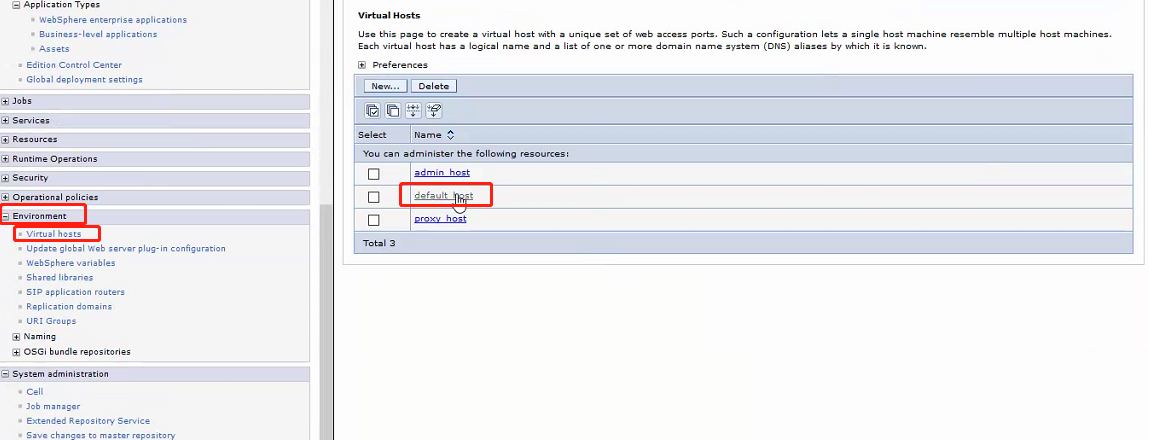 Application Types
WebSphere enterprise applications
Business-level applications
Assets
Edition Control Center
Global deployment settings
Jobs
Services
Resources
Runtime Operations
Security
Operational policies
Environment
Virtual hosts
Update global Web server plug-in configuration
WebSphere variables
Shared libraries
SIP application routers
Replication domains
URI Groups
Naming
OSGi bundle repositories
System administration
Cell
Job manager
Extended Repository Service
Save changes to master repository
Virtual Hosts
Use this page to create a virtual host with a unique set of web access ports. Such a configuration lets a single host machine resemble multiple host machines.
Each virtual host has a logical name and a list of one or more domain name system (DNS) aliases by which it is known.
Preferences
New... Delete
Select Name
You can administer the following resources:
admin_host
default_host
proxy_host
Total 3